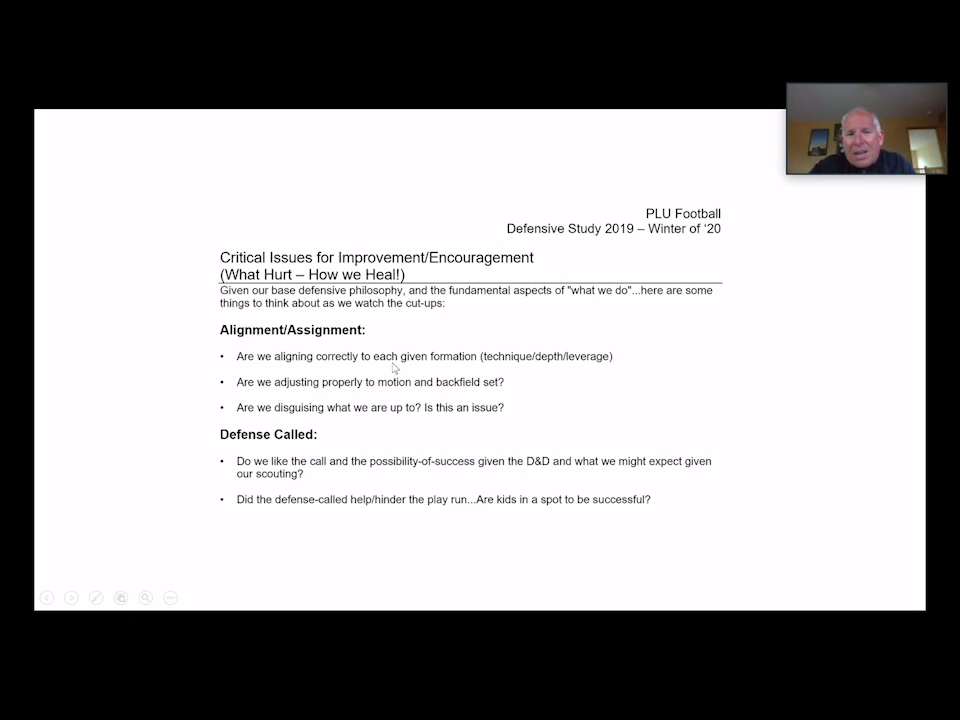 PLU Football
Defensive Study 2019 – Winter of ‘20
Critical Issues for Improvement/Encouragement
(What Hurt – How we Heal!)
Given our base defensive philosophy, and the fundamental aspects of "what we do"...here are some
things to think about as we watch the cut-ups:
Alignment/Assignment:
• Are we aligning correctly to each given formation (technique/depth/leverage)
• Are we adjusting properly to motion and backfield set?
• Are we disguising what we are up to? Is this an issue?
Defense Called:
• Do we like the call and the possibility-of-success given the D&D and what we might expect given
our scouting?
• Did the defense-called help/hinder the play run...Are kids in a spot to be successful?